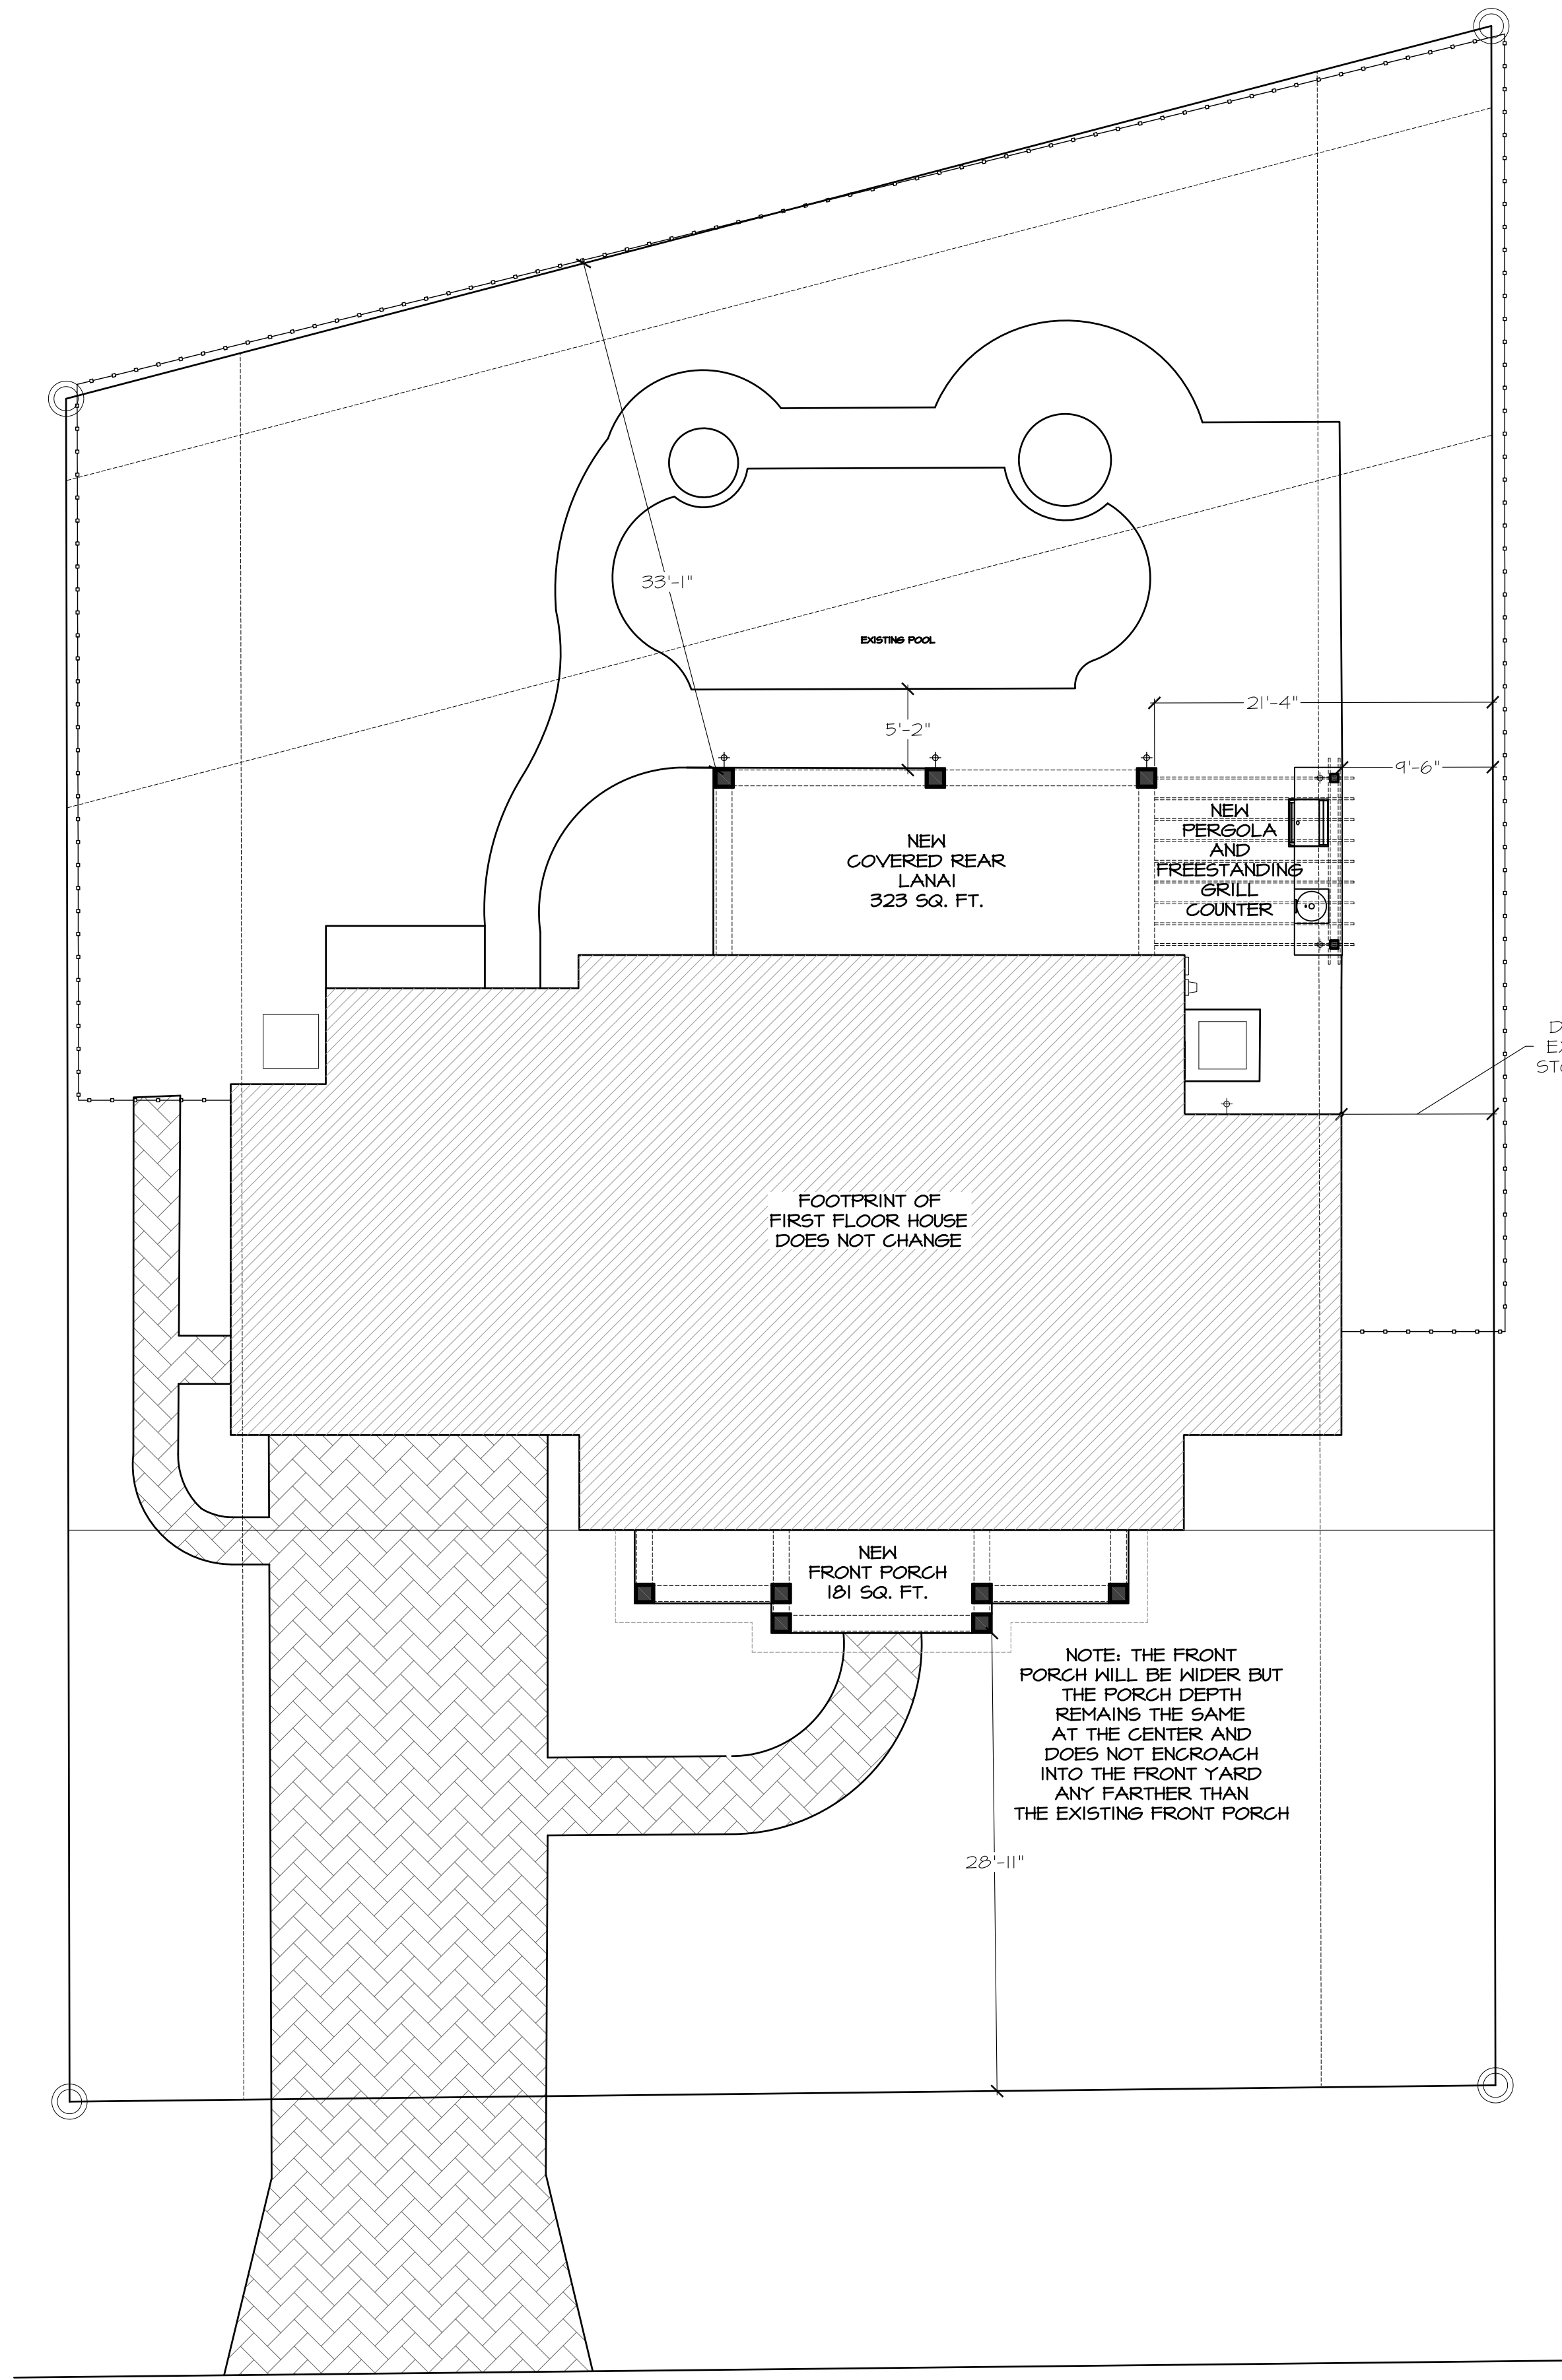 33'-1"
EXISTING POOL
21'-4"
5'-2"
9'-6"
NEW
PERGOLA
AND
FREESTANDING
GRILL
COUNTER
NEW
COVERED REAR
LANAI
323 SQ. FT.
FOOTPRINT OF
FIRST FLOOR HOUSE
DOES NOT CHANGE
NEW
FRONT PORCH
181 SQ. FT.
NOTE: THE FRONT
PORCH WILL BE WIDER BUT
THE PORCH DEPTH
REMAINS THE SAME
AT THE CENTER AND
DOES NOT ENCROACH
INTO THE FRONT YARD
ANY FARTHER THAN
THE EXISTING FRONT PORCH
28'-11"